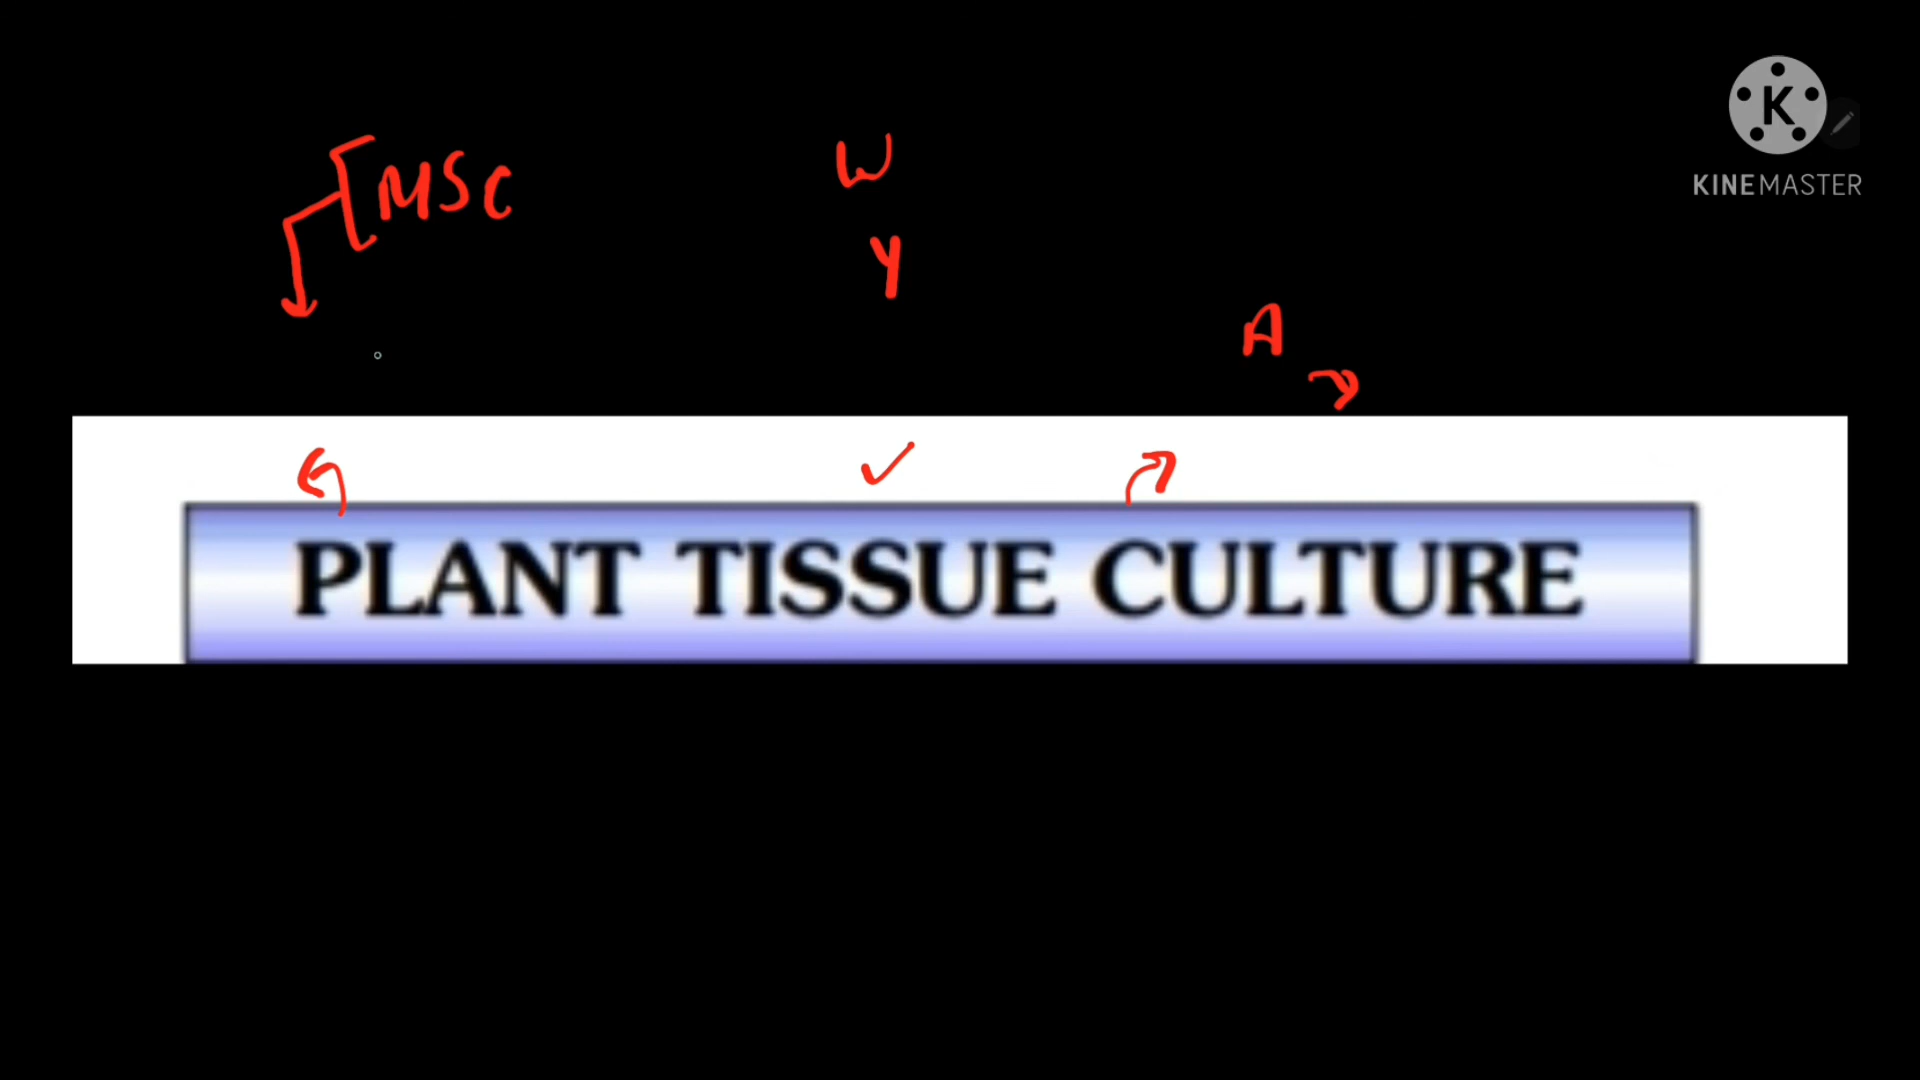 MSC
W
Y
A
KINEMASTER
PLANT TISSUE CULTURE